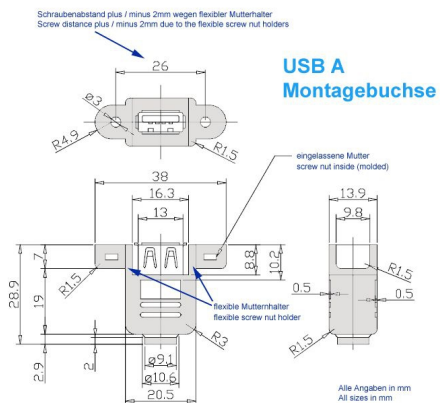 Schraubenabstand plus / minus 2mm wegen flexibler Mutterhalter
Screw distance plus / minus 2mm due to the flexible screw nut holders
USB A
Montagebuchse
26
ø3
R4.9
R1.5
38
16.3
13
eingelassene Mutter
screw nut inside (molded)
13.9
9.8
7
8.8
10.2
R1.5
R1.5
28.9
19
0.5
0.5
flexible Mutternhalter
flexible screw nut holder
R3
R1.5
2.9
2
ø9.1
ø10.6
20.5
Alle Angaben in mm
All sizes in mm